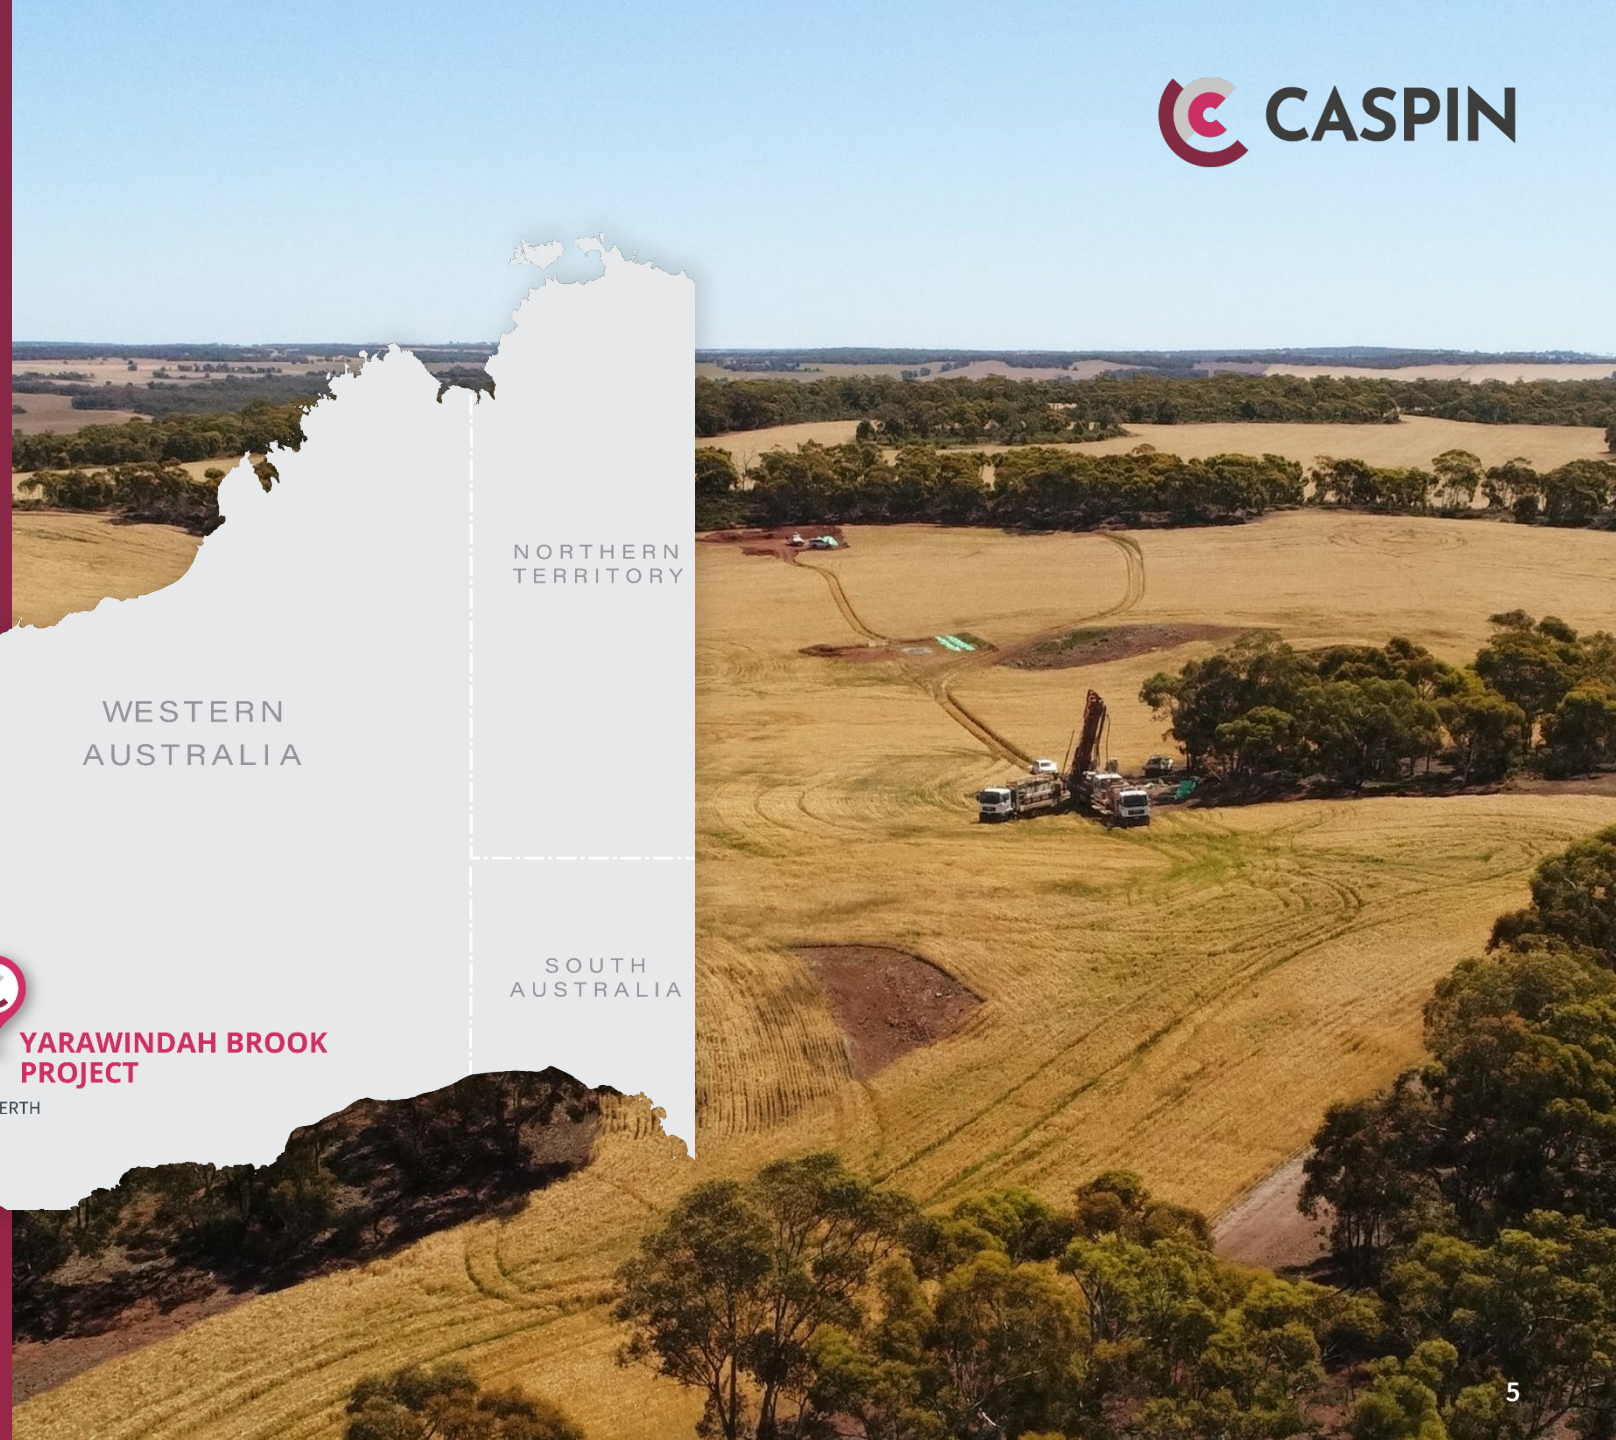 CASPIN
NORTHERN
TERRITORY
WESTERN
AUSTRALIA
SOUTH
AUSTRALIA
YARAWINDAH BROOK
PROJECT
ERTH
5